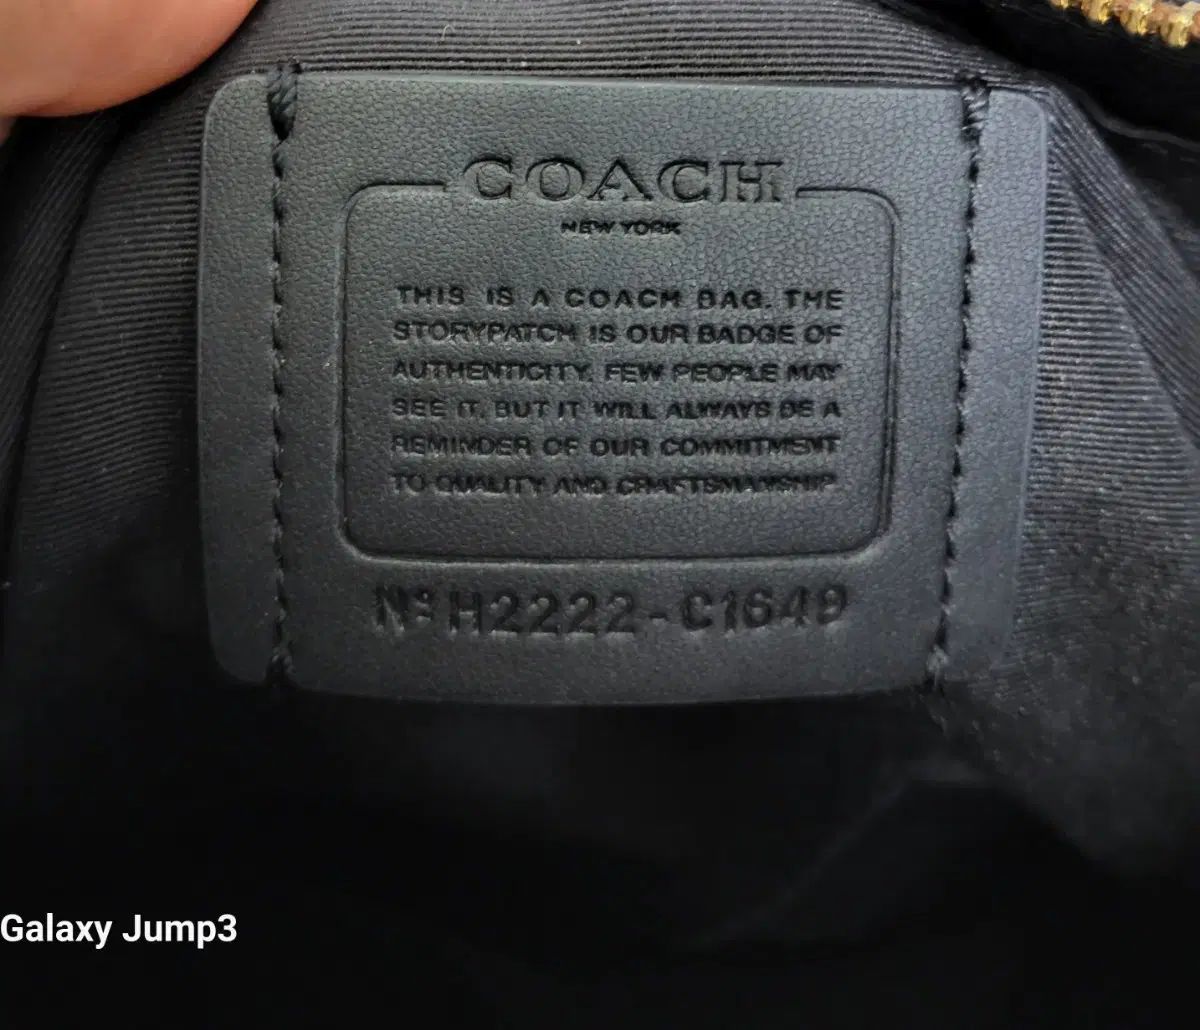 COACH
NEW YORK
THIS IS A COACH BAG. THE
STORYPATCH IS OUR BADGE OF
AUTHENTICITY. FEW PEOPLE MAY
SEE IT, BUT IT WILL ALWAYS BE A
REMINDER OF OUR COMMITMENT
TO QUALITY AND CRAFTSMANSHIP.
Nº H2222-C1649
Galaxy Jump3